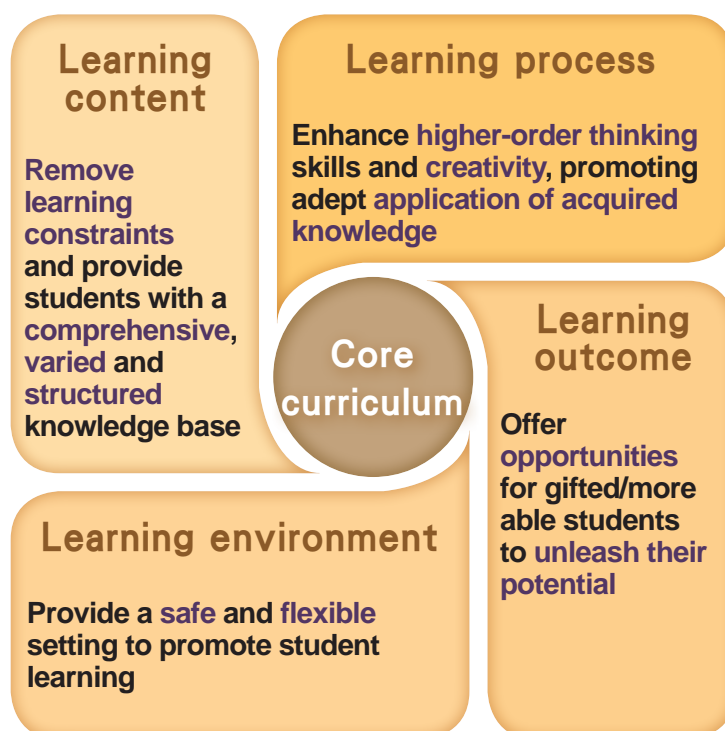 Learning
content
Remove
learning
constraints
and provide
students with a
comprehensive,
varied and
structured
knowledge base
Learning process
Enhance higher-order thinking
skills and creativity, promoting
adept application of acquired
knowledge
Core
curriculum
Learning
outcome
Offer
opportunities
for gifted/more
able students
to unleash their
potential
Learning environment
Provide a safe and flexible
setting to promote student
learning